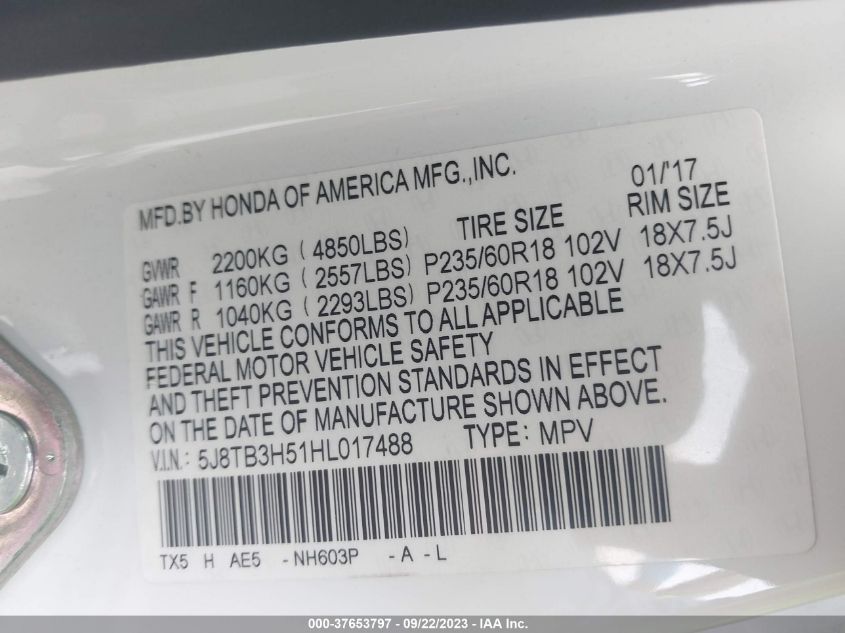 MFD.BY HONDA OF AMERICA MFG.,INC. 01/'17
TIRE SIZE RIM SIZE
GVWR 2200KG ( 4850LBS)
GAWR F 1160KG ( 2557LBS) P235/60R18 102V 18X7.5J
GAWR R 1040KG ( 2293LBS) P235/60R18 102V 18X7.5J
THIS VEHICLE CONFORMS TO ALL APPLICABLE
FEDERAL MOTOR VEHICLE SAFETY
AND THEFT PREVENTION STANDARDS IN EFFECT
ON THE DATE OF MANUFACTURE SHOWN ABOVE.
V.I.N.: 5J8TB3H51HL017488 TYPE: MPV
TX5 H AE5 -NH603P -A -L
000-37653797 - 09/22/2023 - IAA Inc.